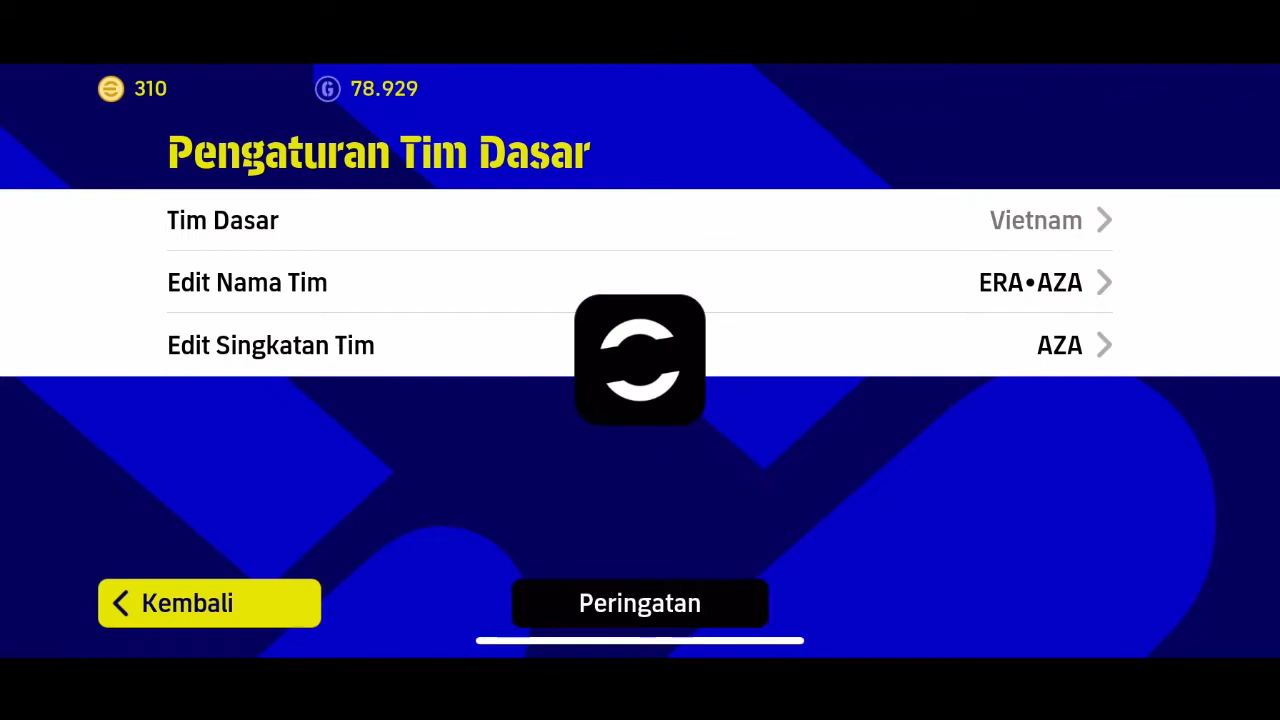 310
78.929
Pengaturan Tim Dasar
Tim Dasar Vietnam
Edit Nama Tim ERA•AZA
Edit Singkatan Tim AZA
Kembali
Peringatan